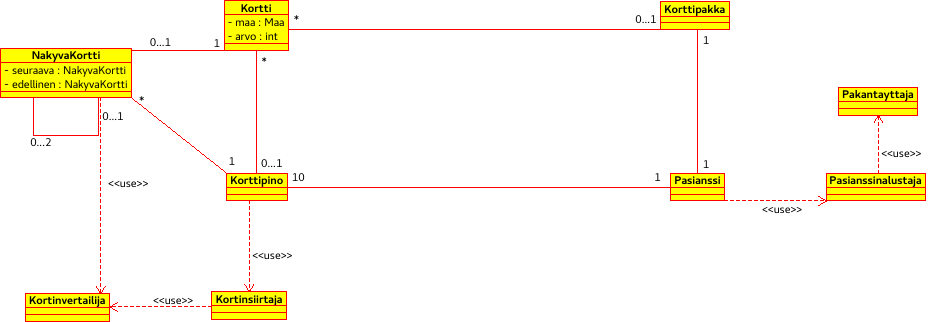 Kortti
- maa : Maa
- arvo : int
*
0...1
Korttipakka
0...1
1
*
1
NakyvaKortti
- seuraava : NakyvaKortti
- edellinen : NakyvaKortti
*
0...1
0...2
Pakantayttaja
<<use>>
1
0...1
1
<<use>>
Korttipino
10
1
Pasianssi
Pasianssinalustaja
<<use>>
<<use>>
Kortinvertailija
<<use>>
Kortinsiirtaja